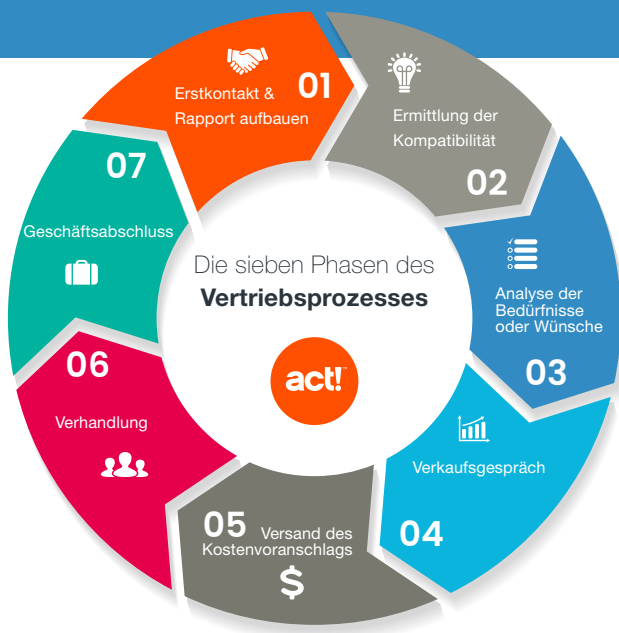 Die sieben Phasen des
Vertriebsprozesses
act!
01
Erstkontakt &
Rapport aufbauen
Ermittlung der
Kompatibilität
02
Analyse der
Bedürfnisse
oder Wünsche
03
Verkaufsgespräch
04
05
Versand des
Kostenvoranschlags
$
06
Verhandlung
07
Geschäftsabschluss